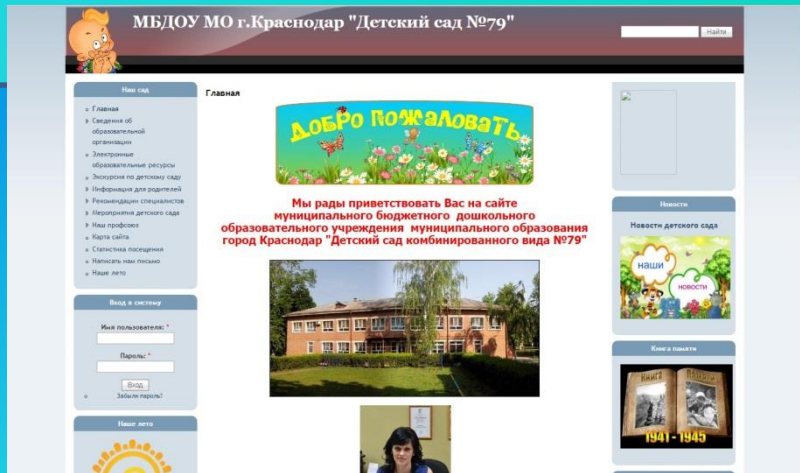 МБДОУ МО г.Краснодар "Детский сад №79"
Найти
Наш сад
Главная
Сведения об
образовательной
организации
Электронные
образовательные ресурсы
Экскурсия по детскому саду
Информация для родителей
Рекомендации специалистов
Мероприятия детского сада
Наш профсоюз
Карта сайта
Статистика посещения
Написать нам письмо
Наше лето
Вход в систему
Имя пользователя: *
Пароль: *
Вход
Забыли пароль?
Наше лето
Главная
ДОБРО ПОЖАЛОВАТЬ
Мы рады приветствовать Вас на сайте
муниципального бюджетного дошкольного
образовательного учреждения муниципального образования
город Краснодар "Детский сад комбинированного вида №79"
Новости
Новости детского сада
НАШИ
НОВОСТИ
Книга памяти
Книга Памяти
1941 - 1945